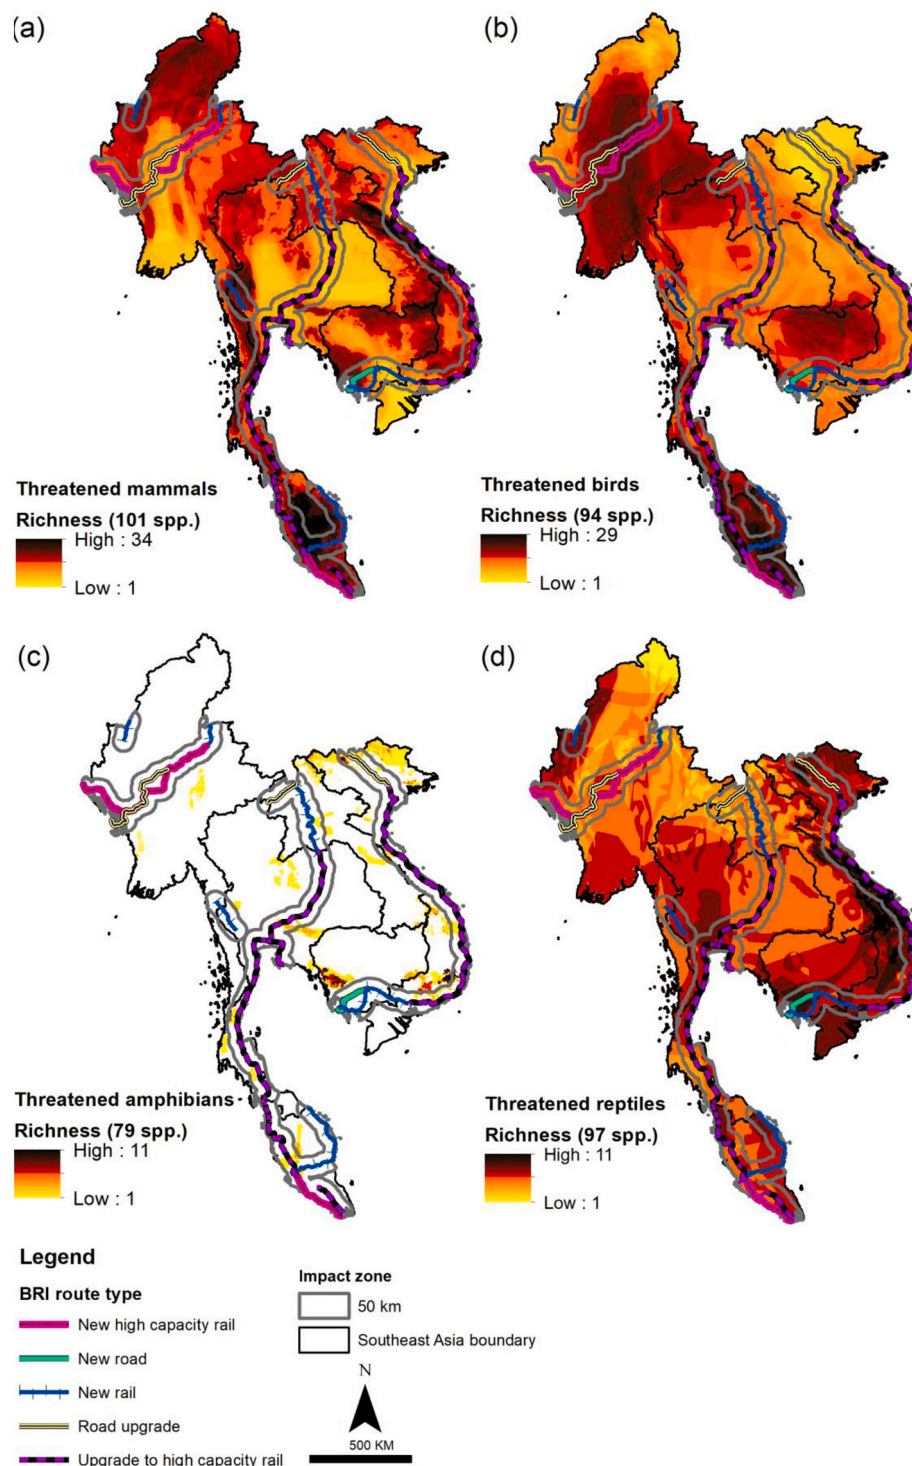 (a)
(b)
Threatened mammals
Richness (101 spp.)
High : 34
Low : 1
Threatened birds
Richness (94 spp.)
High : 29
Low : 1
(c)
(d)
Threatened amphibians
Richness (79 spp.)
High : 11
Low : 1
Threatened reptiles
Richness (97 spp.)
High : 11
Low : 1
Legend
BRI route type
New high capacity rail
New road
New rail
Road upgrade
Upgrade to high capacity rail
Impact zone
50 km
Southeast Asia boundary
N
500 KM